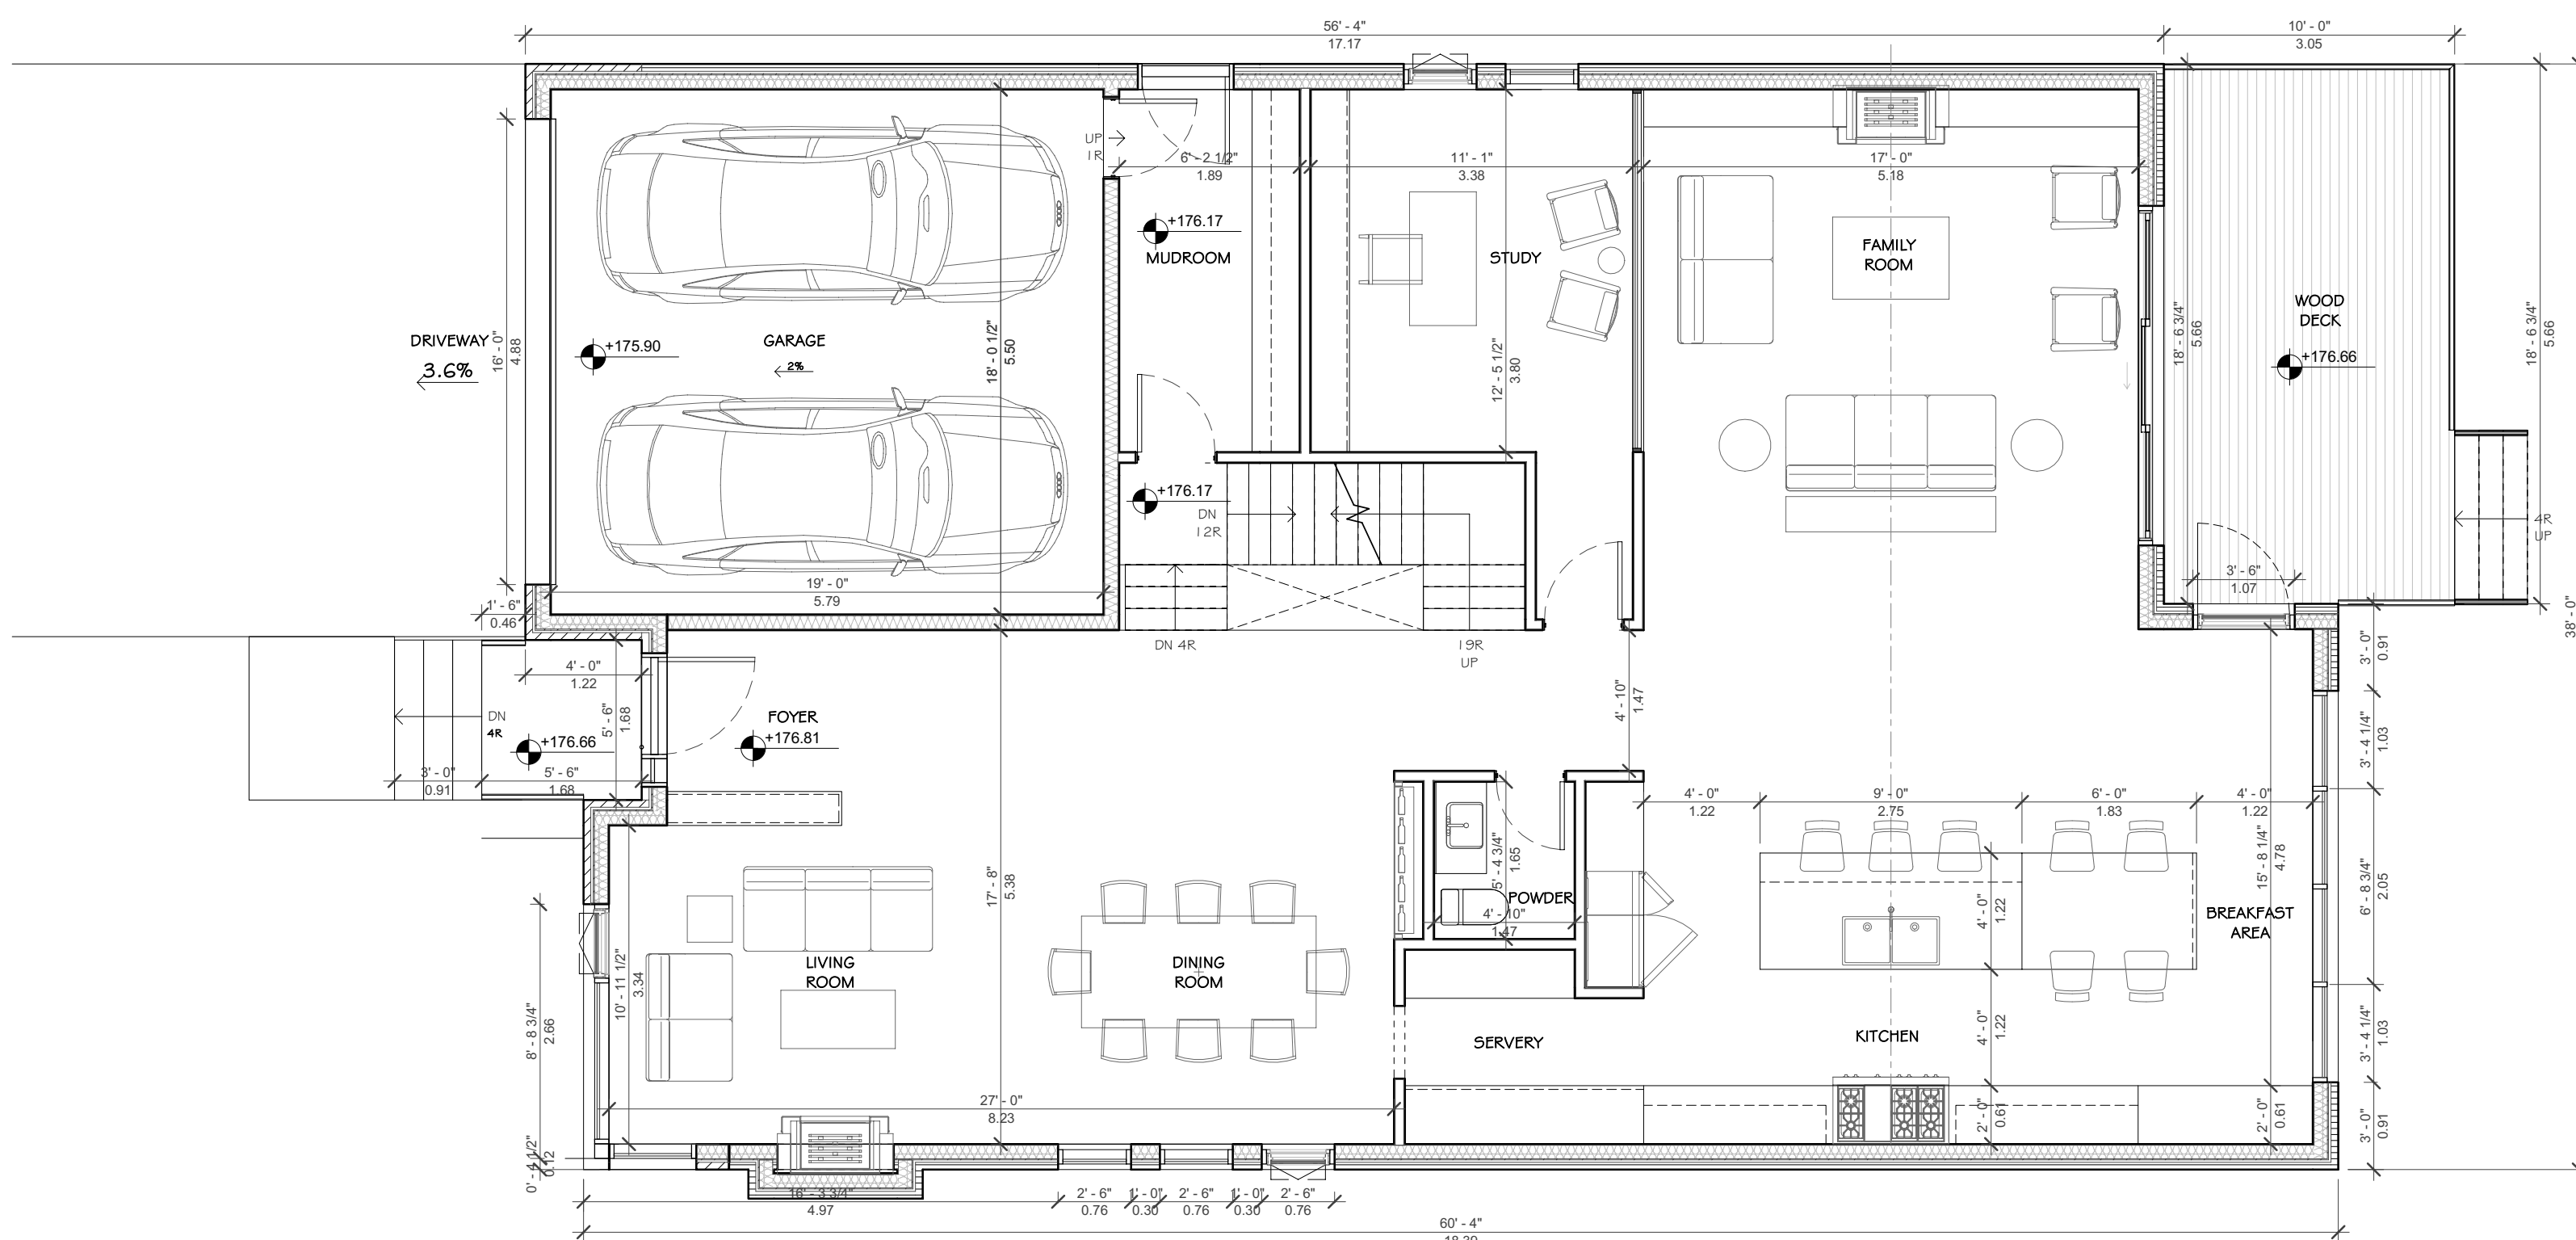 56' - 4"
17.17
10' - 0"
3.05
UP
1R
6' - 2 1/2"
1.89
11' - 1"
3.38
17' - 0"
5.18
+176.17
MUDROOM
STUDY
FAMILY
ROOM
WOOD
DECK
+176.66
18' - 6 3/4"
5.66
18' - 6 3/4"
5.66
DRIVEWAY
3.6%
16' - 0"
4.88
+175.90
GARAGE
2%
18' - 0 1/2"
5.50
12' - 5 1/2"
3.80
+176.17
DN
12R
4R
UP
19' - 0"
5.79
3' - 6"
1.07
1' - 6"
0.46
38' - 0"
DN 4R
19R
UP
3' - 0"
0.91
4' - 0"
1.22
5' - 6"
1.68
DN
4R
+176.66
FOYER
+176.81
4' - 10"
1.47
3' - 4 1/4"
1.03
3' - 0"
0.91
5' - 6"
1.68
4' - 0"
1.22
9' - 0"
2.75
6' - 0"
1.83
4' - 0"
1.22
5' - 4 3/4"
1.65
15' - 8 1/4"
4.78
17' - 8"
5.38
POWDER
4' - 10"
1.47
4' - 0"
1.22
BREAKFAST
AREA
6' - 8 3/4"
2.05
10' - 11 1/2"
3.34
LIVING
ROOM
DINING
ROOM
8' - 8 3/4"
2.66
SERVERY
KITCHEN
4' - 0"
1.22
3' - 4 1/4"
1.03
27' - 0"
8.23
2' - 0"
0.61
2' - 0"
0.61
3' - 0"
0.91
0' - 4 1/2"
0.12
16' - 3 3/4"
4.97
2' - 6"
0.76
1' - 0"
0.30
2' - 6"
0.76
1' - 0"
0.30
2' - 6"
0.76
60' - 4"
18.39